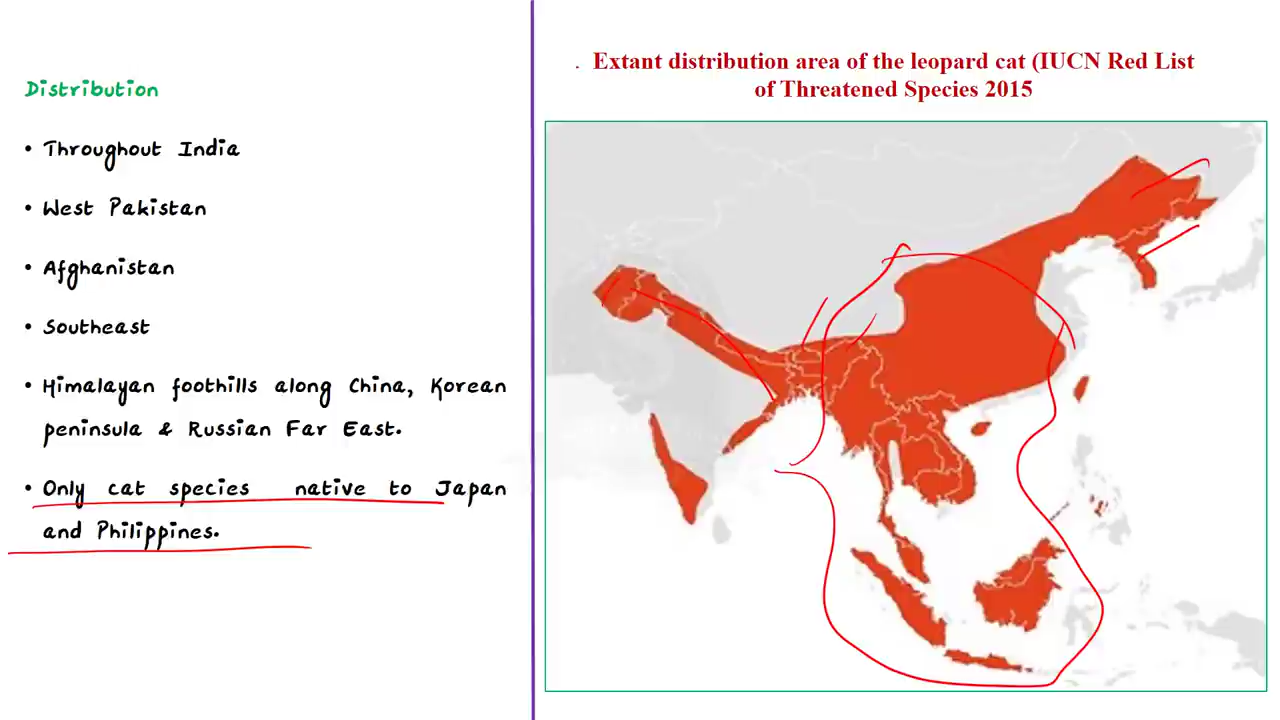 Distribution
• Throughout India
• West Pakistan
• Afghanistan
• Southeast
• Himalayan foothills along China, Korean
peninsula & Russian Far East.
• Only cat species native to Japan
and Philippines.
. Extant distribution area of the leopard cat (IUCN Red List
of Threatened Species 2015